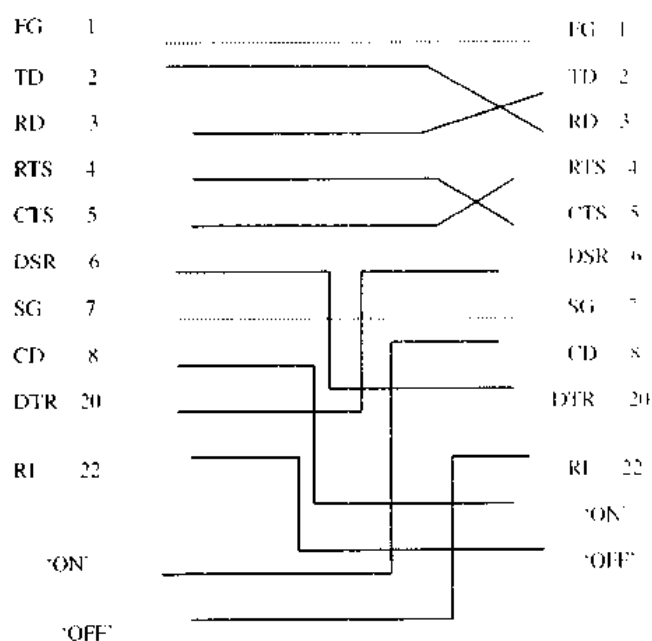 FG 1 FG 1
TD 2 TD 2
RD 3 RD 3
RTS 4 RTS 4
CTS 5 CTS 5
DSR 6 DSR 6
SG 7 SG
CD 8 CD 8
DTR 20 DTR 20
RI 22 RI 22
'ON'
'ON' 'OFF'
'OFF'